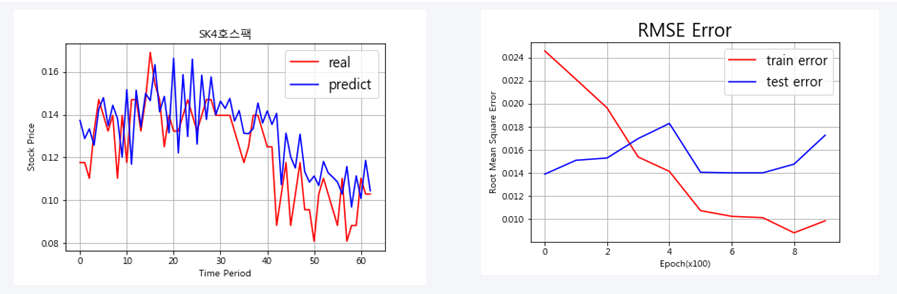 SK4호스팩
real
predict
Stock Price
0.16
0.14
0.12
0.10
0.08
0 10 20 30 40 50 60
Time Period
RMSE Error
train error
test error
Root Mean Square Error
0.024
0.022
0.020
0.018
0.016
0.014
0.012
0.010
0 2 4 6 8
Epoch(x100)